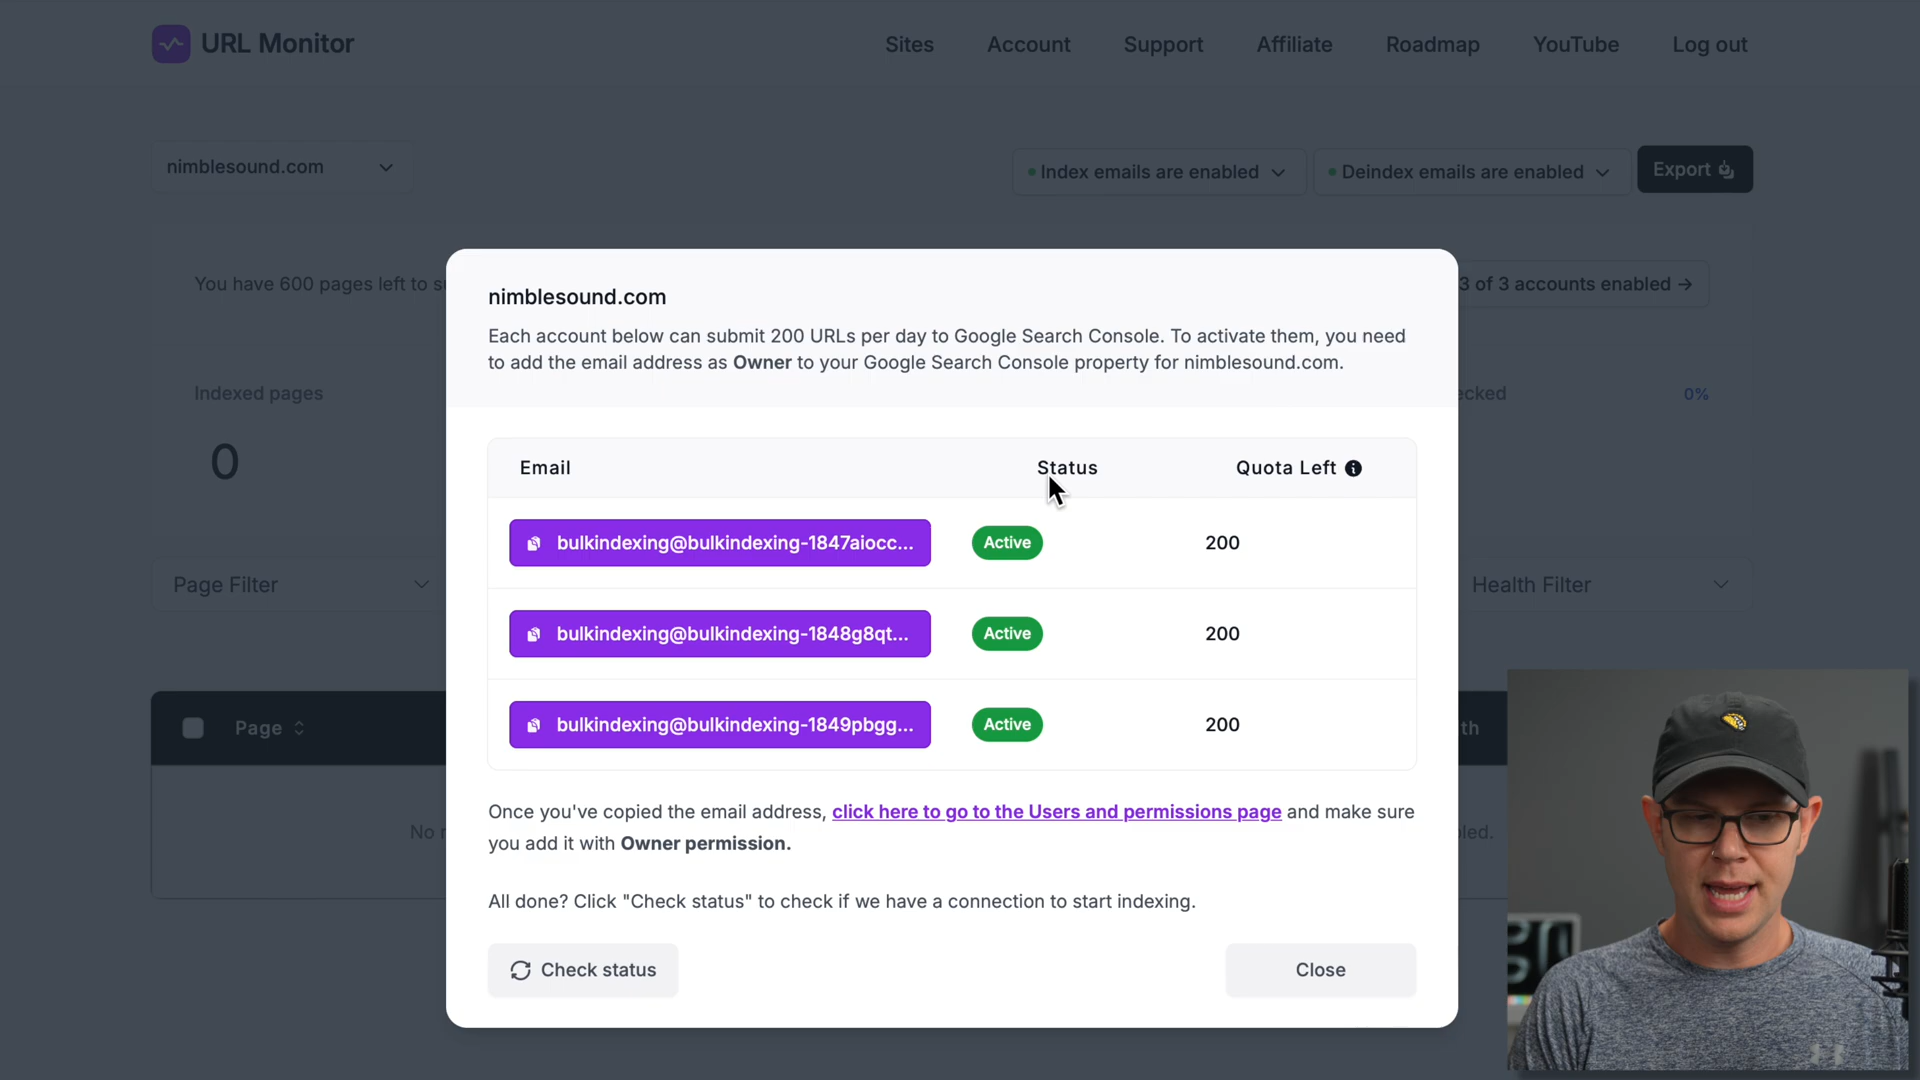 URL Monitor
Sites
Account
Support
Affiliate
Roadmap
YouTube
Log out
nimblesound.com
Index emails are enabled
Deindex emails are enabled
Export
You have 600 pages left to
3 of 3 accounts enabled →
Indexed pages
0
0%
Page Filter
Health Filter
Page
nimblesound.com
Each account below can submit 200 URLs per day to Google Search Console. To activate them, you need
to add the email address as Owner to your Google Search Console property for nimblesound.com.
Email
Status
Quota Left
bulkindexing@bulkindexing-1847aiocc...
Active
200
bulkindexing@bulkindexing-1848g8qt...
Active
200
bulkindexing@bulkindexing-1849pbgg...
Active
200
Once you've copied the email address, click here to go to the Users and permissions page and make sure
you add it with Owner permission.
All done? Click "Check status" to check if we have a connection to start indexing.
Check status
Close